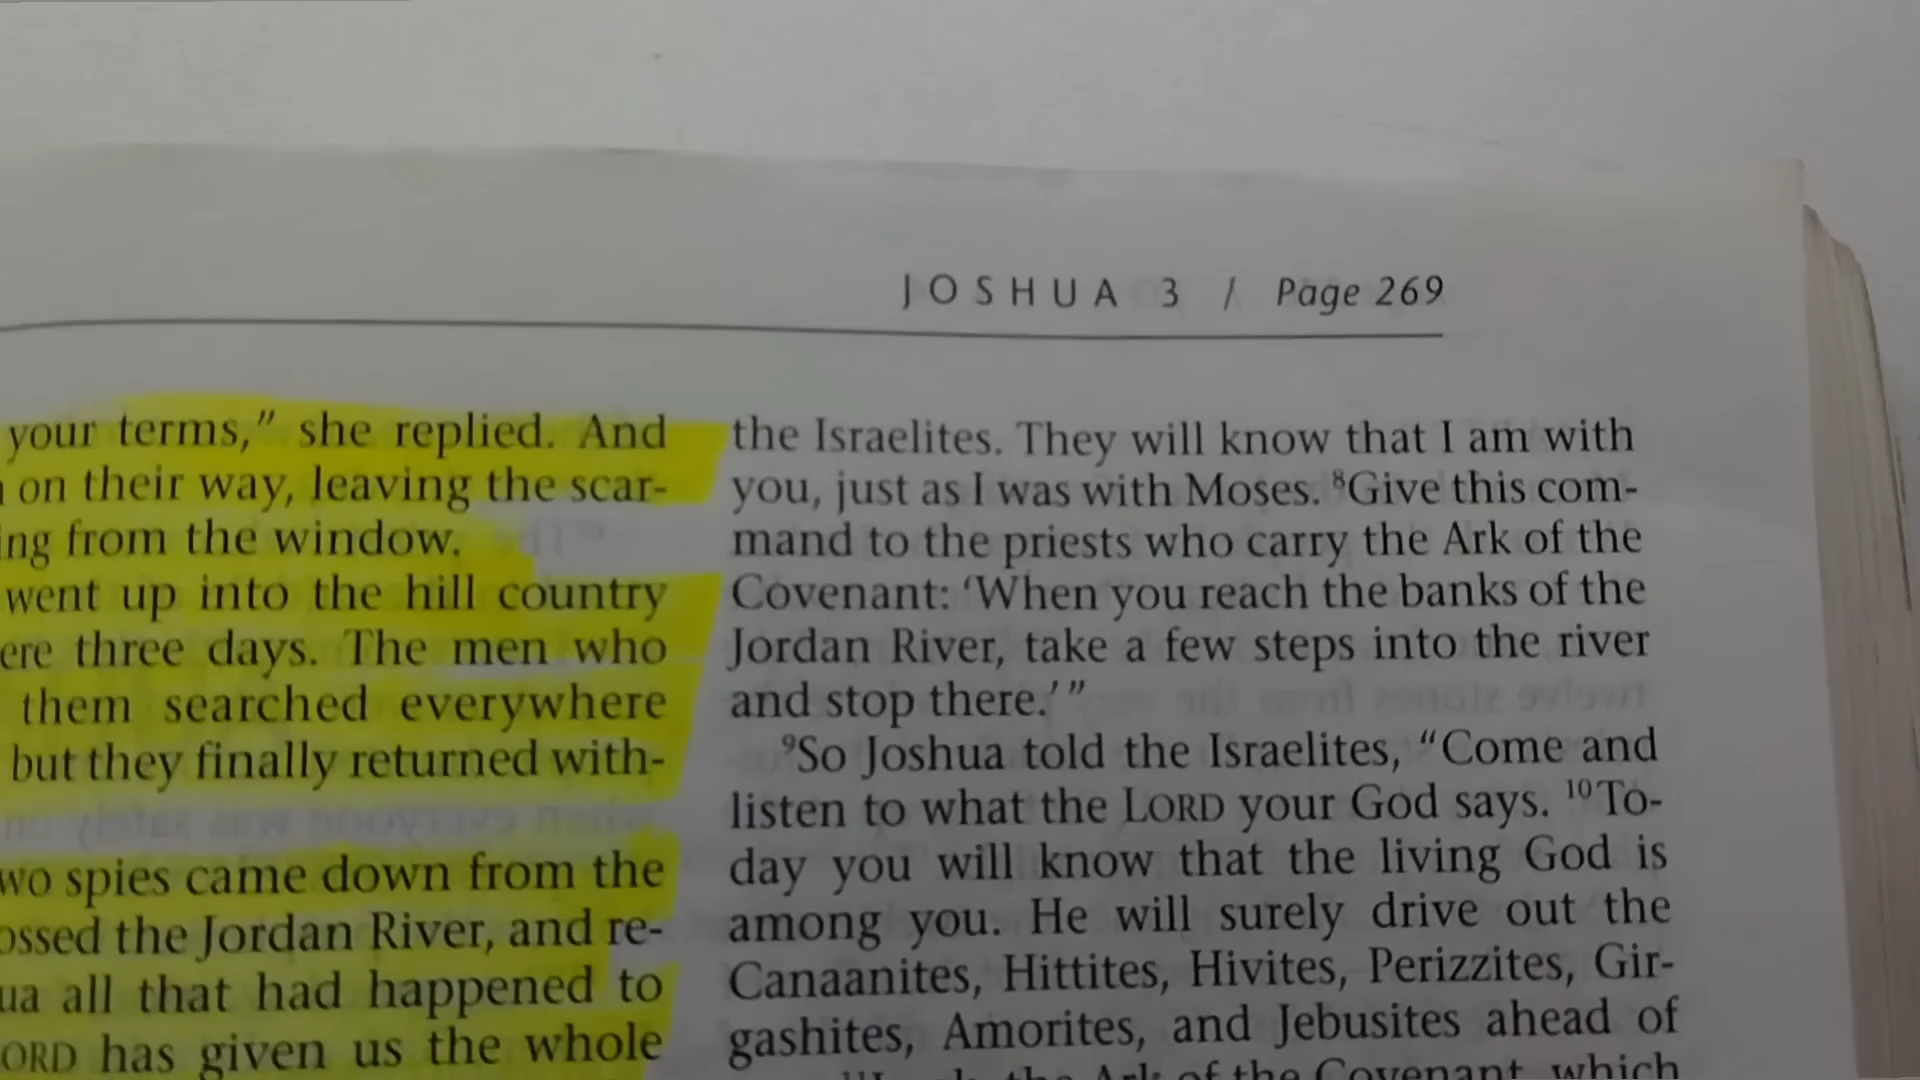 JOSHUA 3 / Page 269
your terms,” she replied. And
on their way, leaving the scar-
ing from the window.
went up into the hill country
ere three days. The men who
them searched everywhere
but they finally returned with-
wo spies came down from the
ossed the Jordan River, and re-
ua all that had happened to
ORD has given us the whole
the Israelites. They will know that I am with
you, just as I was with Moses. ⁸Give this com-
mand to the priests who carry the Ark of the
Covenant: ‘When you reach the banks of the
Jordan River, take a few steps into the river
and stop there.’ ”
⁹So Joshua told the Israelites, “Come and
listen to what the LORD your God says. ¹⁰To-
day you will know that the living God is
among you. He will surely drive out the
Canaanites, Hittites, Hivites, Perizzites, Gir-
gashites, Amorites, and Jebusites ahead of
the Ark of the Covenant, which